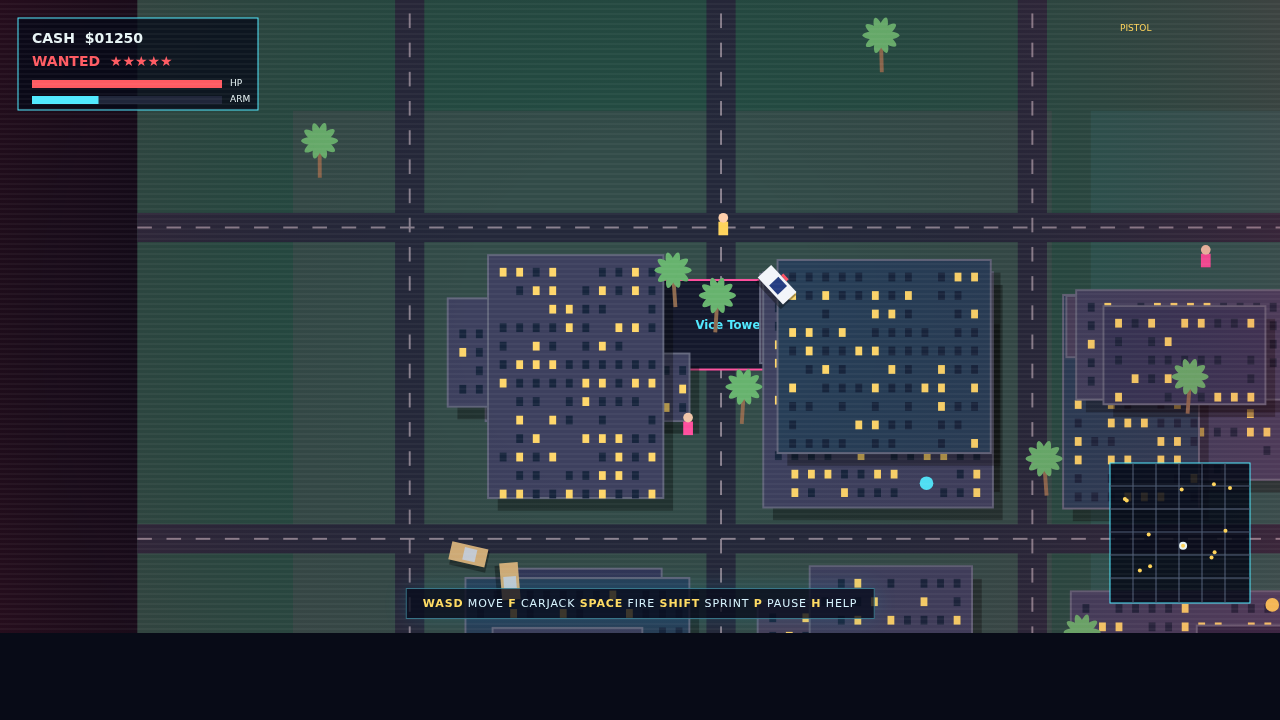 CASH $01250
PISTOL
WANTED ★★★★★
HP
ARM
Vice Towe
WASD MOVE F CARJACK SPACE FIRE SHIFT SPRINT P PAUSE H HELP